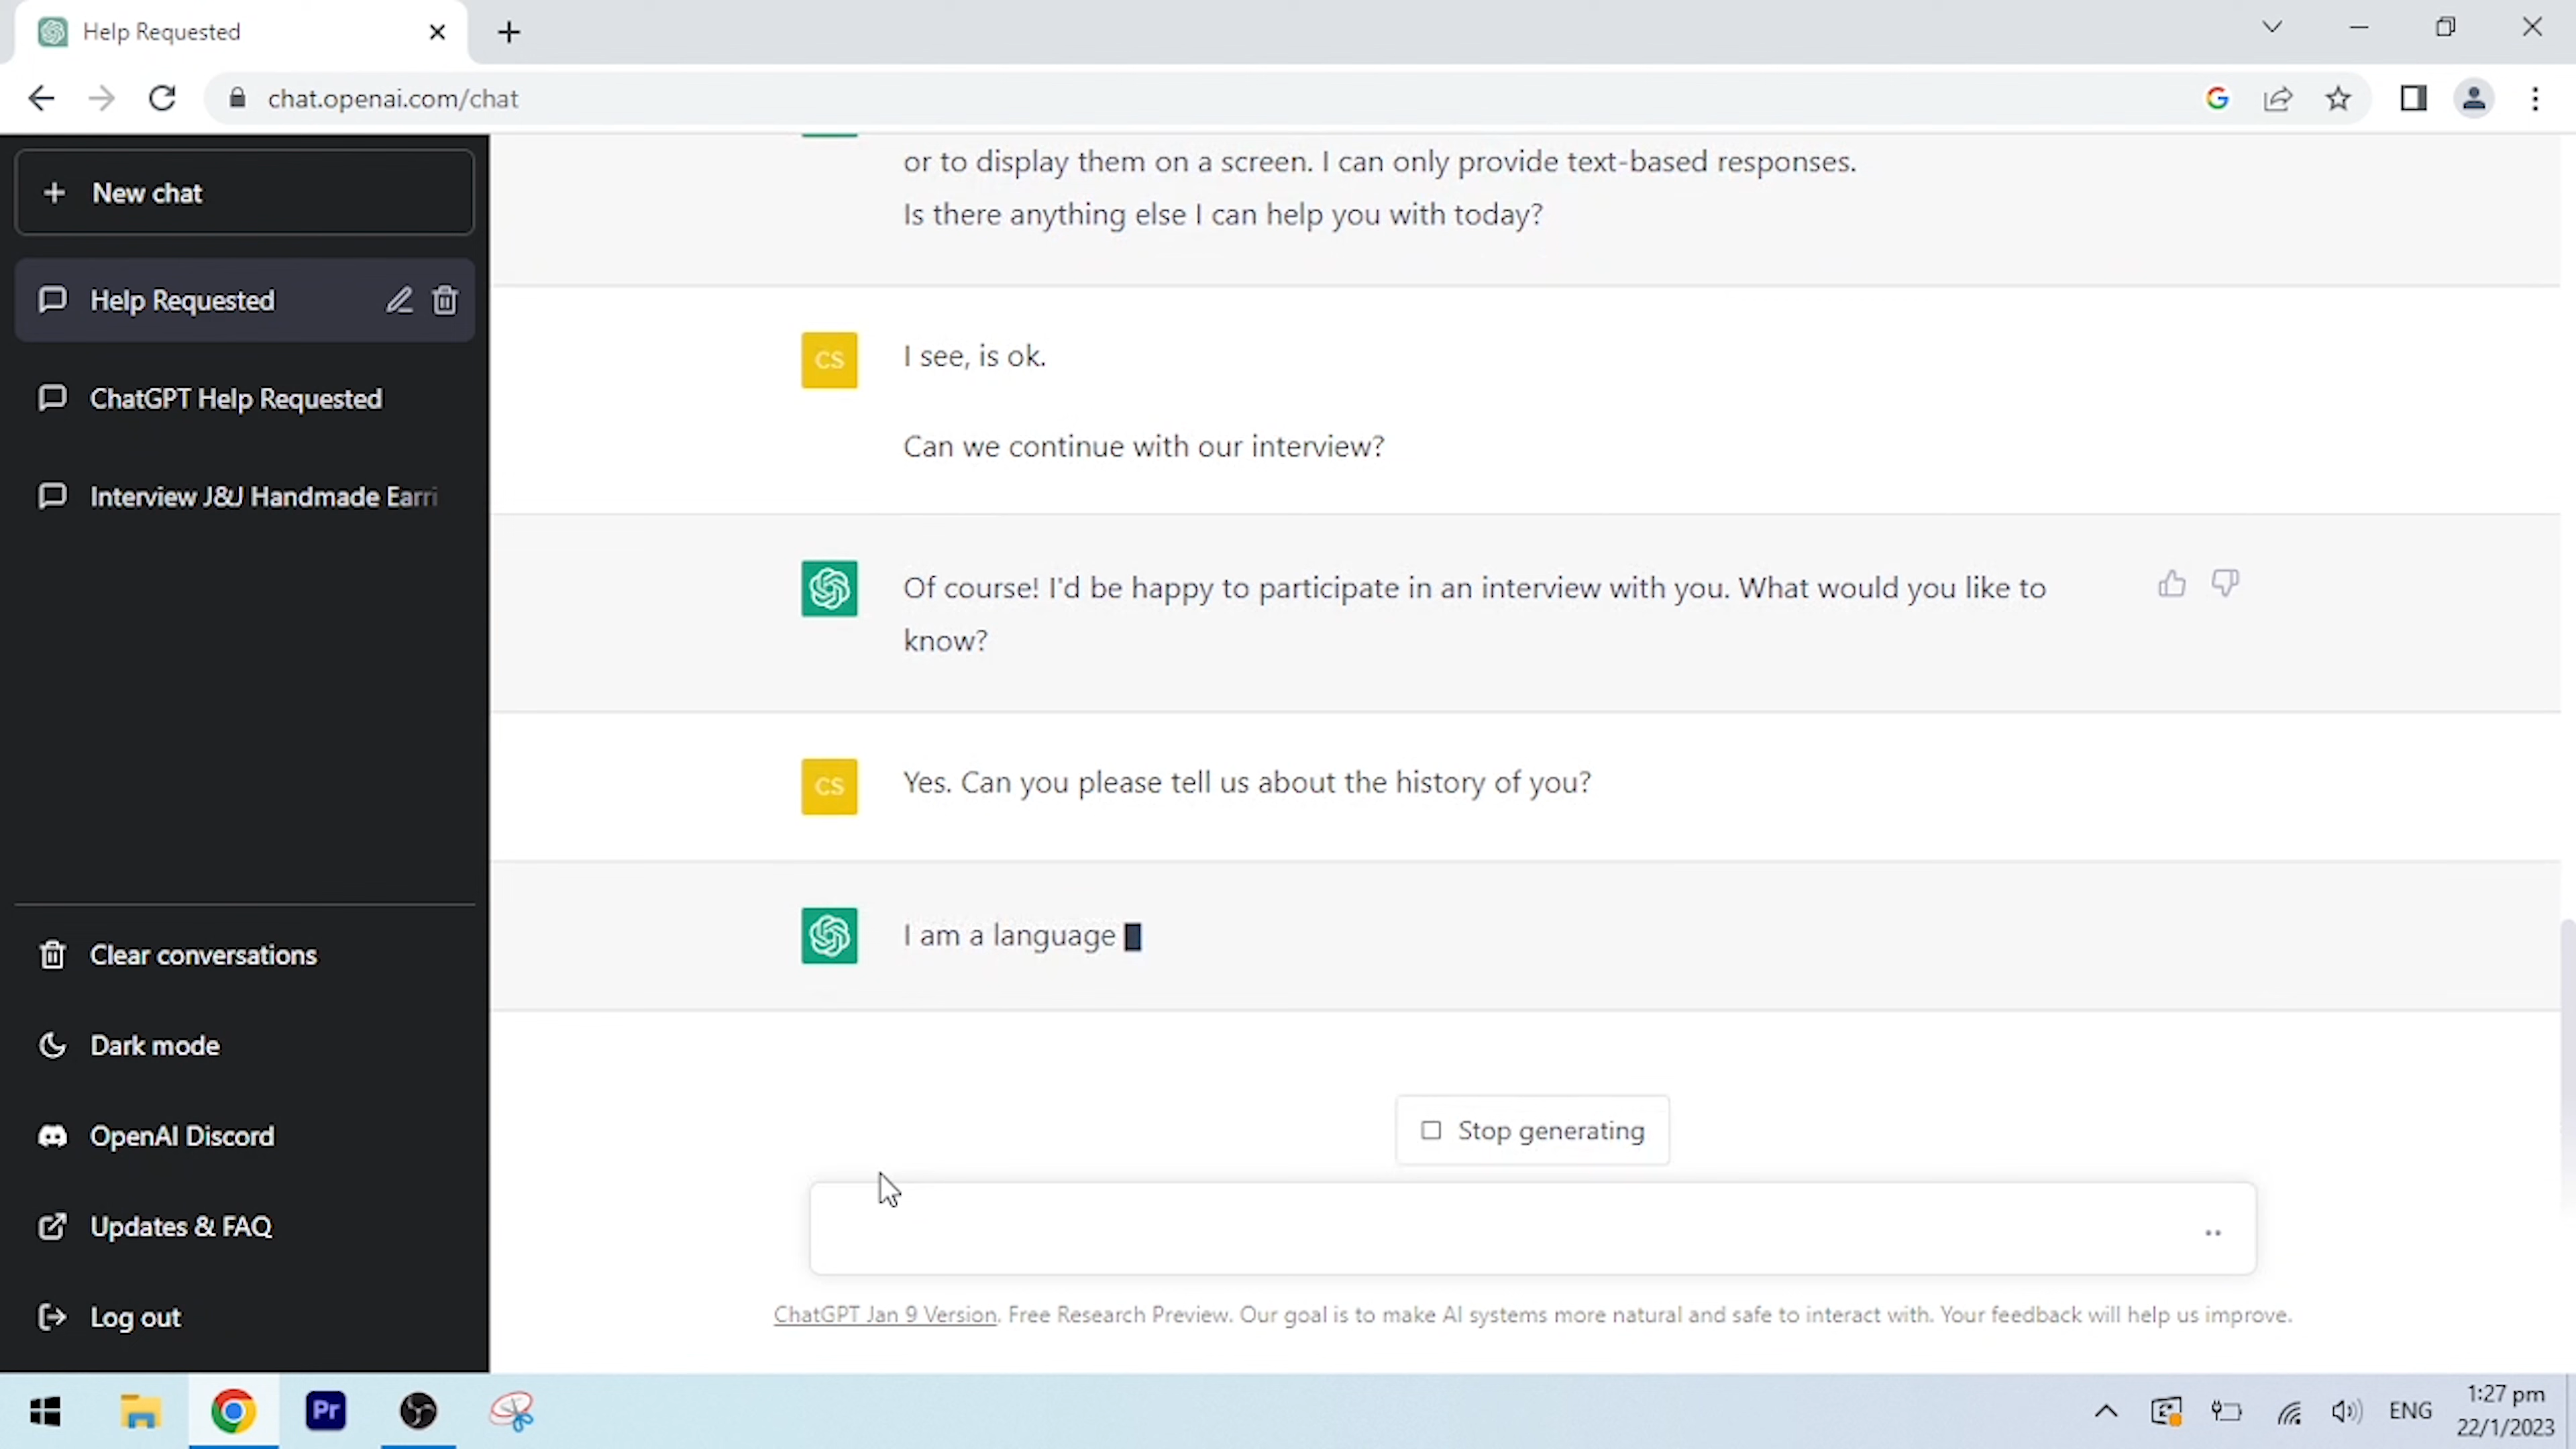 Help Requested
chat.openai.com/chat
New chat
Help Requested
ChatGPT Help Requested
Interview J&J Handmade Earri
Clear conversations
Dark mode
OpenAI Discord
Updates & FAQ
Log out
or to display them on a screen. I can only provide text-based responses.
Is there anything else I can help you with today?
CS
I see, is ok.
Can we continue with our interview?
Of course! I'd be happy to participate in an interview with you. What would you like to
know?
CS
Yes. Can you please tell us about the history of you?
I am a language
Stop generating
ChatGPT Jan 9 Version. Free Research Preview. Our goal is to make AI systems more natural and safe to interact with. Your feedback will help us improve.
Pr
ENG
1:27 pm
22/1/2023